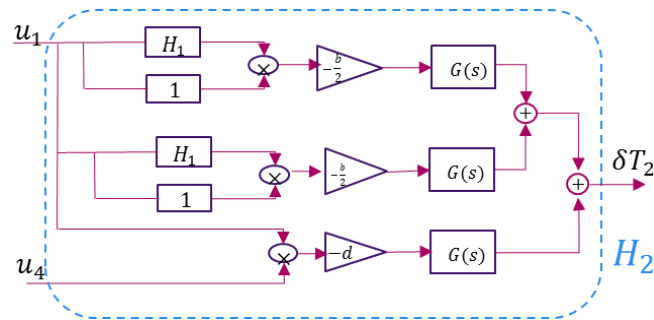 u₁
H₁
×
−b/2
G(s)
1
+
H₁
×
−b/2
G(s)
+
δT₂
1
×
−d
G(s)
H₂
u₄